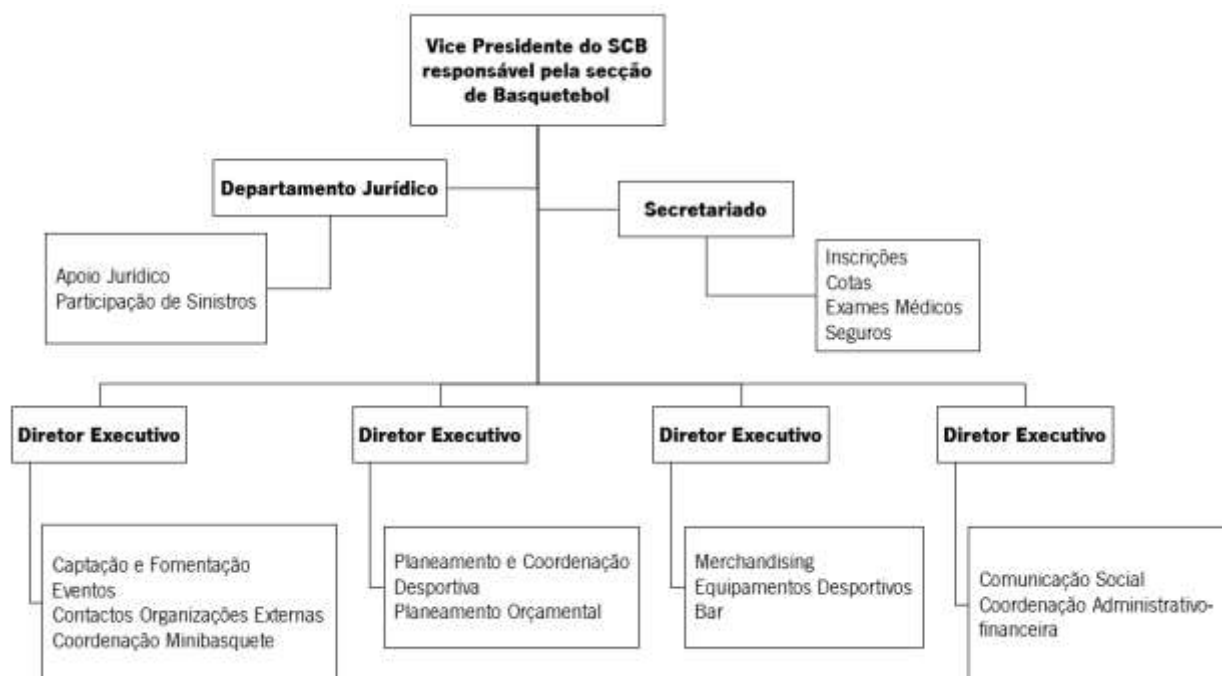 Vice Presidente do SCB
responsável pela secção
de Basquetebol
Departamento Jurídico
Secretariado
Apoio Jurídico
Participação de Sinistros
Inscrições
Cotas
Exames Médicos
Seguros
Diretor Executivo
Diretor Executivo
Diretor Executivo
Diretor Executivo
Captação e Fomentação
Eventos
Contactos Organizações Externas
Coordenação Minibasquete
Planeamento e Coordenação
Desportiva
Planeamento Orçamental
Merchandising
Equipamentos Desportivos
Bar
Comunicação Social
Coordenação Administrativo-
financeira